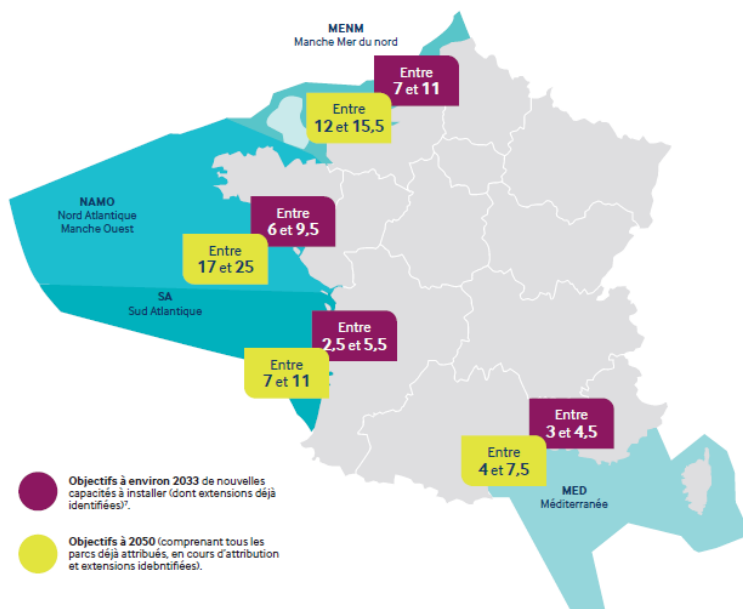 MENM
Manche Mer du nord
Entre
7 et 11
Entre
12 et 15,5
NAMO
Nord Atlantique
Manche Ouest
Entre
6 et 9,5
Entre
17 et 25
SA
Sud Atlantique
Entre
2,5 et 5,5
Entre
7 et 11
Entre
3 et 4,5
Entre
4 et 7,5
MED
Méditerranée
Objectifs à environ 2033 de nouvelles
capacités à installer (dont extensions déjà
identifiées)⁷.
Objectifs à 2050 (comprenant tous les
parcs déjà attribués, en cours d'attribution
et extensions idebntifiées).